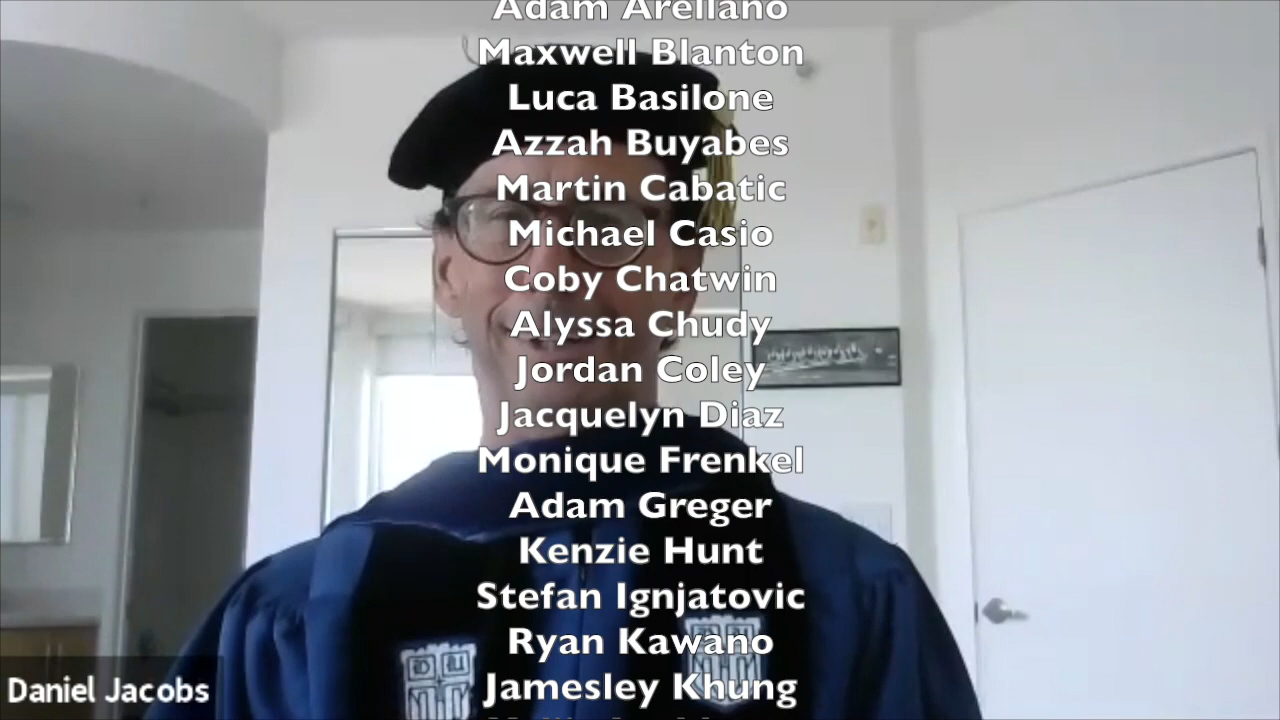 Adam Arellano
Maxwell Blanton
Luca Basilone
Azzah Buyabes
Martin Cabatic
Michael Casio
Coby Chatwin
Alyssa Chudy
Jordan Coley
Jacquelyn Diaz
Monique Frenkel
Adam Greger
Kenzie Hunt
Stefan Ignjatovic
Ryan Kawano
Jamesley Khung
Daniel Jacobs